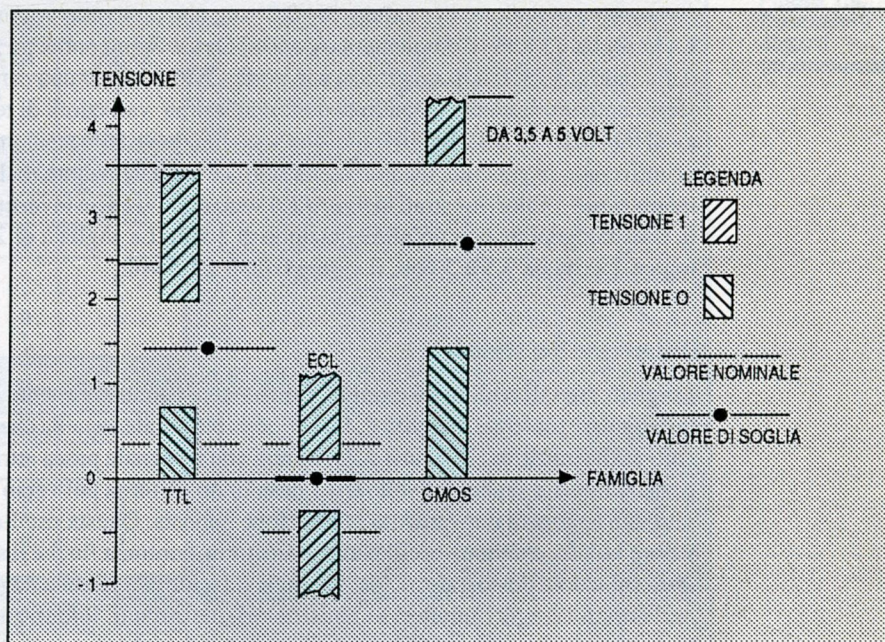 TENSIONE
4
3
2
1
0
-1
DA 3,5 A 5 VOLT
ECL
TTL
CMOS
FAMIGLIA
LEGENDA
TENSIONE 1
TENSIONE O
VALORE NOMINALE
VALORE DI SOGLIA